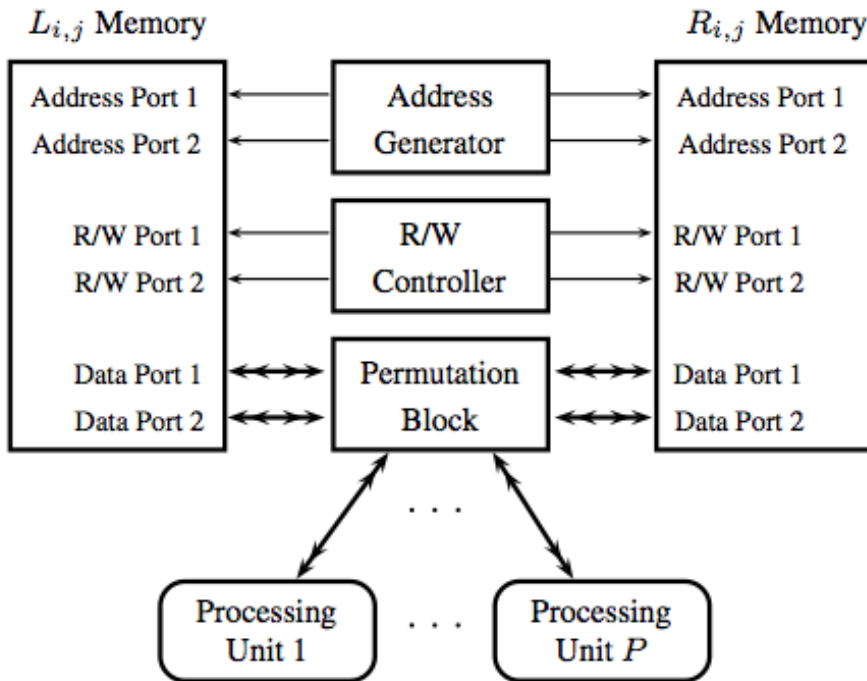 L_{i,j} Memory
R_{i,j} Memory
Address Port 1
Address Port 2
R/W Port 1
R/W Port 2
Data Port 1
Data Port 2
Address
Generator
R/W
Controller
Permutation
Block
Address Port 1
Address Port 2
R/W Port 1
R/W Port 2
Data Port 1
Data Port 2
. . .
Processing
Unit 1
. . .
Processing
Unit P